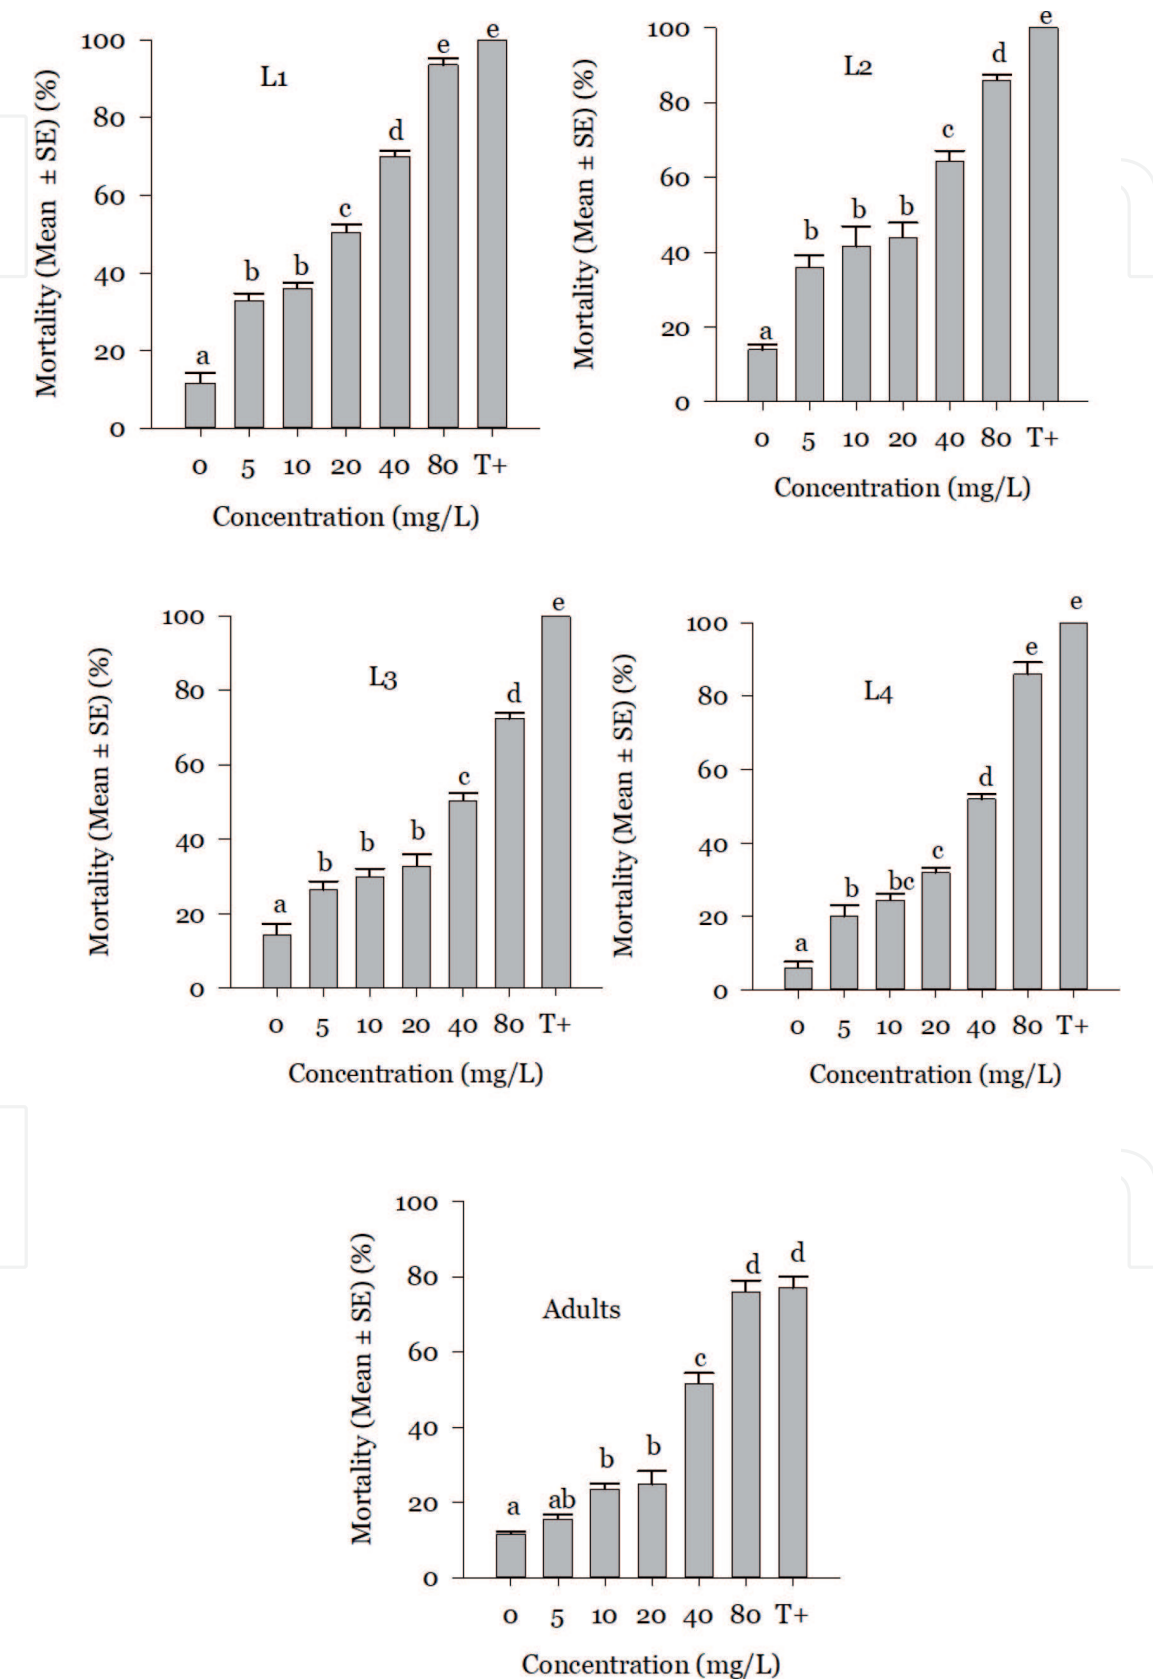 Mortality (Mean ± SE) (%)
L1
100
80
60
40
20
0
a
b
b
c
d
e
e
0 5 10 20 40 80 T+
Concentration (mg/L)
Mortality (Mean ± SE) (%)
L2
100
80
60
40
20
0
a
b
b
b
c
d
e
0 5 10 20 40 80 T+
Concentration (mg/L)
Mortality (Mean ± SE) (%)
L3
100
80
60
40
20
0
a
b
b
b
c
d
e
0 5 10 20 40 80 T+
Concentration (mg/L)
Mortality (Mean ± SE) (%)
L4
100
80
60
40
20
0
a
b
bc
c
d
e
e
0 5 10 20 40 80 T+
Concentration (mg/L)
Mortality (Mean ± SE) (%)
Adults
100
80
60
40
20
0
a
ab
b
b
c
d
d
0 5 10 20 40 80 T+
Concentration (mg/L)